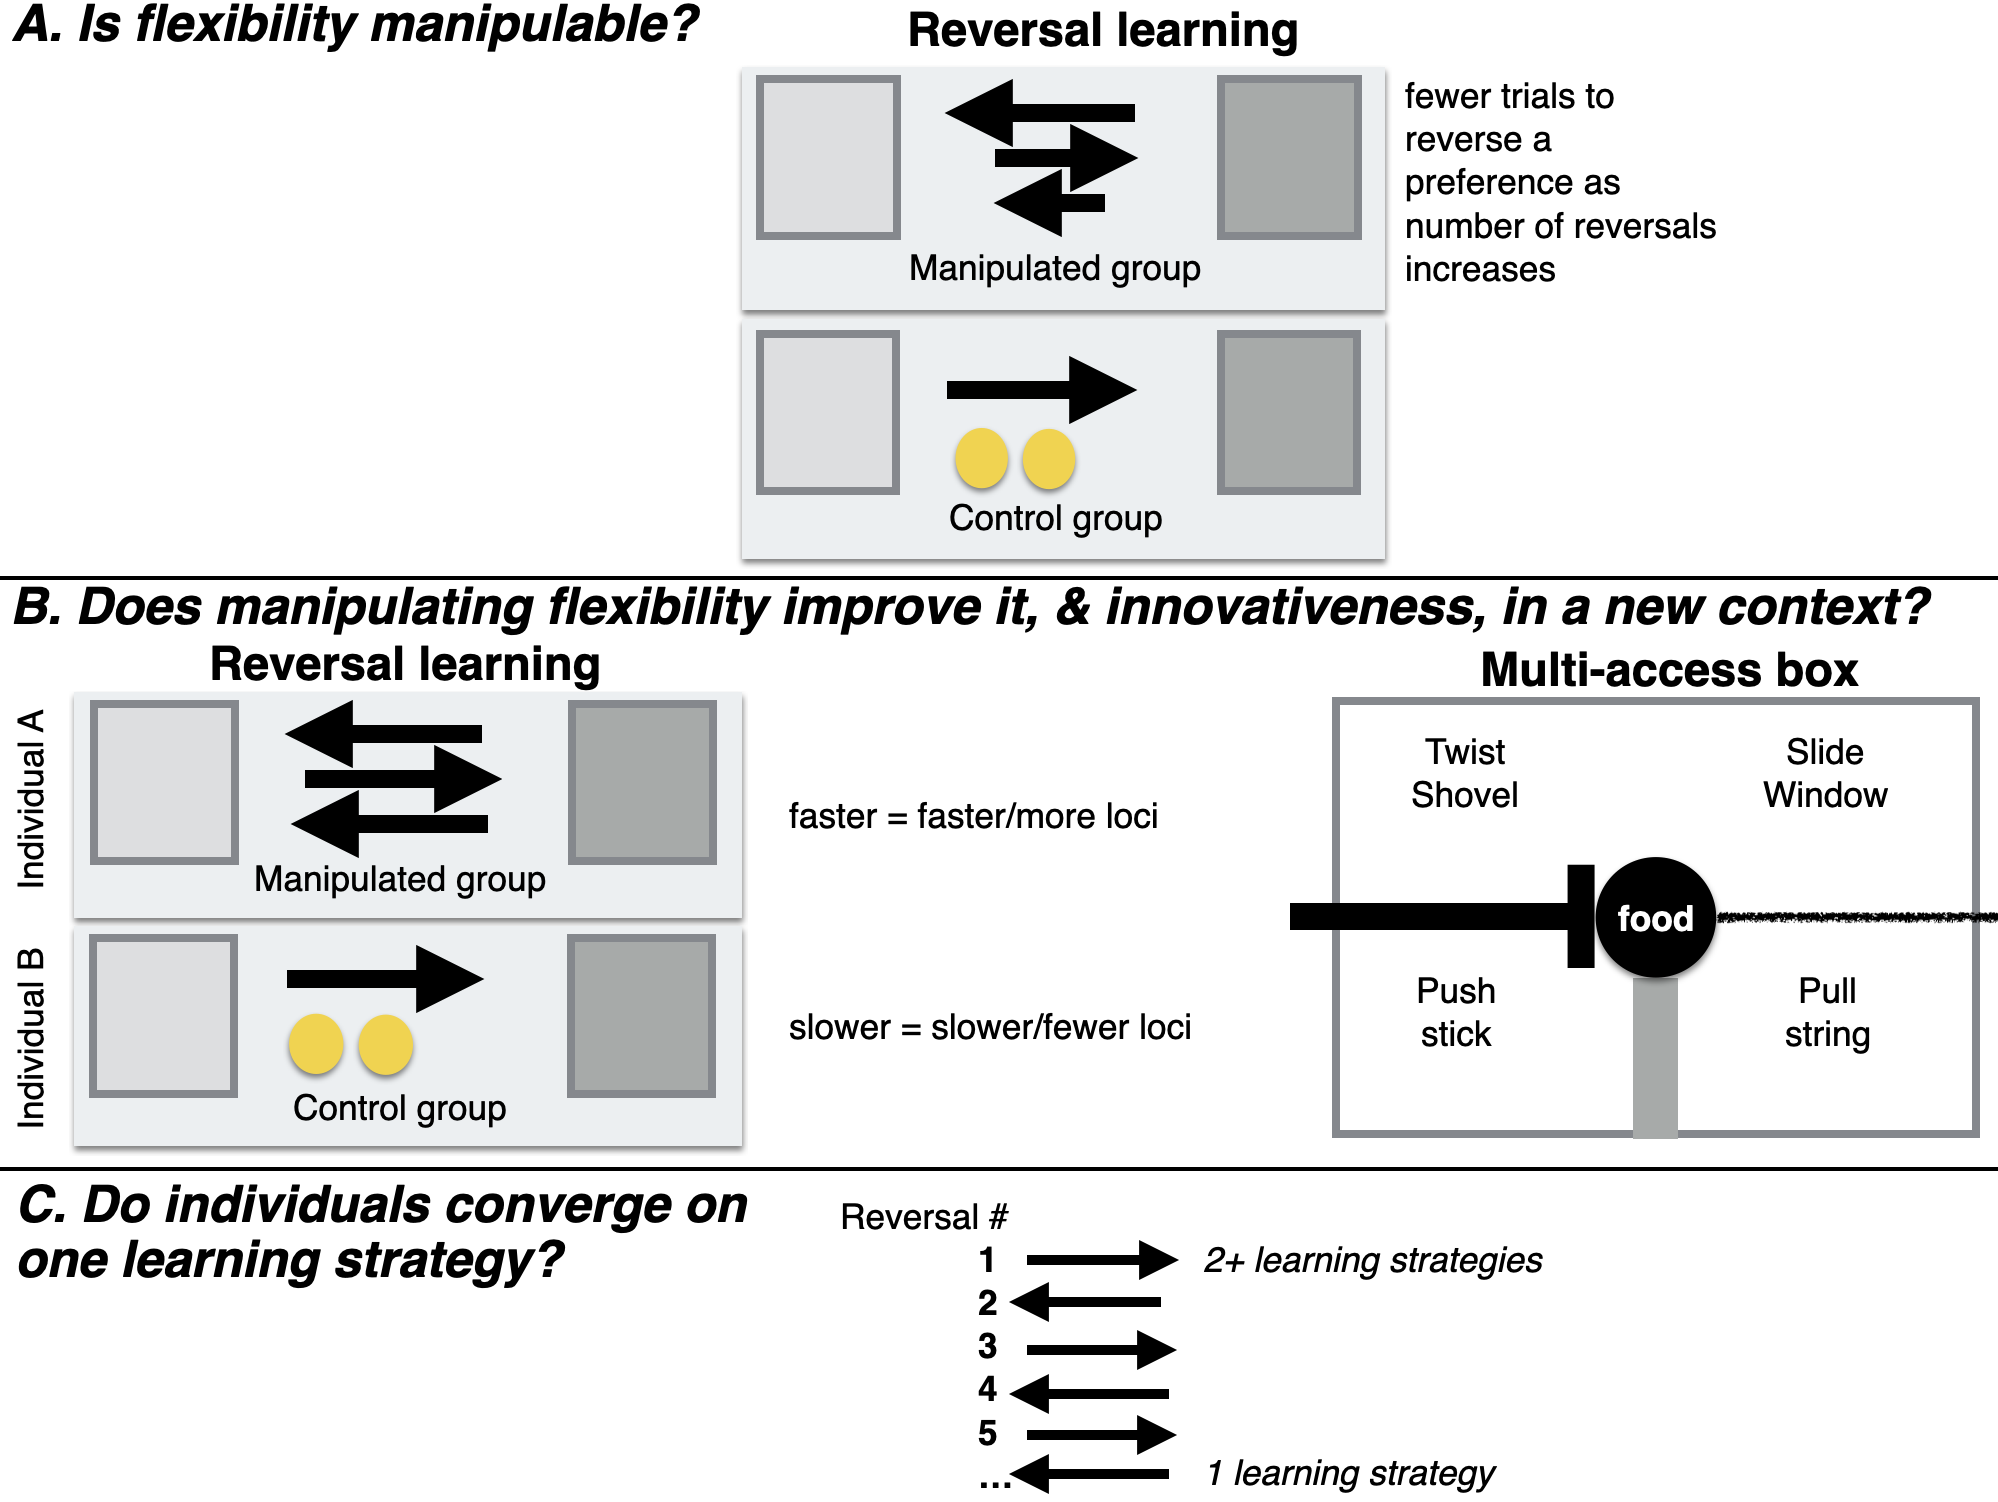 A. Is flexibility manipulable?
Reversal learning
fewer trials to
reverse a
preference as
number of reversals
increases
Manipulated group
Control group
B. Does manipulating flexibility improve it, & innovativeness, in a new context?
Reversal learning
Individual A
Manipulated group
faster = faster/more loci
Individual B
Control group
slower = slower/fewer loci
Multi-access box
Twist
Shovel
Slide
Window
food
Push
stick
Pull
string
C. Do individuals converge on
one learning strategy?
Reversal #
1 2+ learning strategies
2
3
4
5
... 1 learning strategy